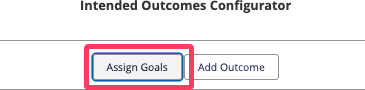 Intended Outcomes Configurator
Assign Goals Add Outcome